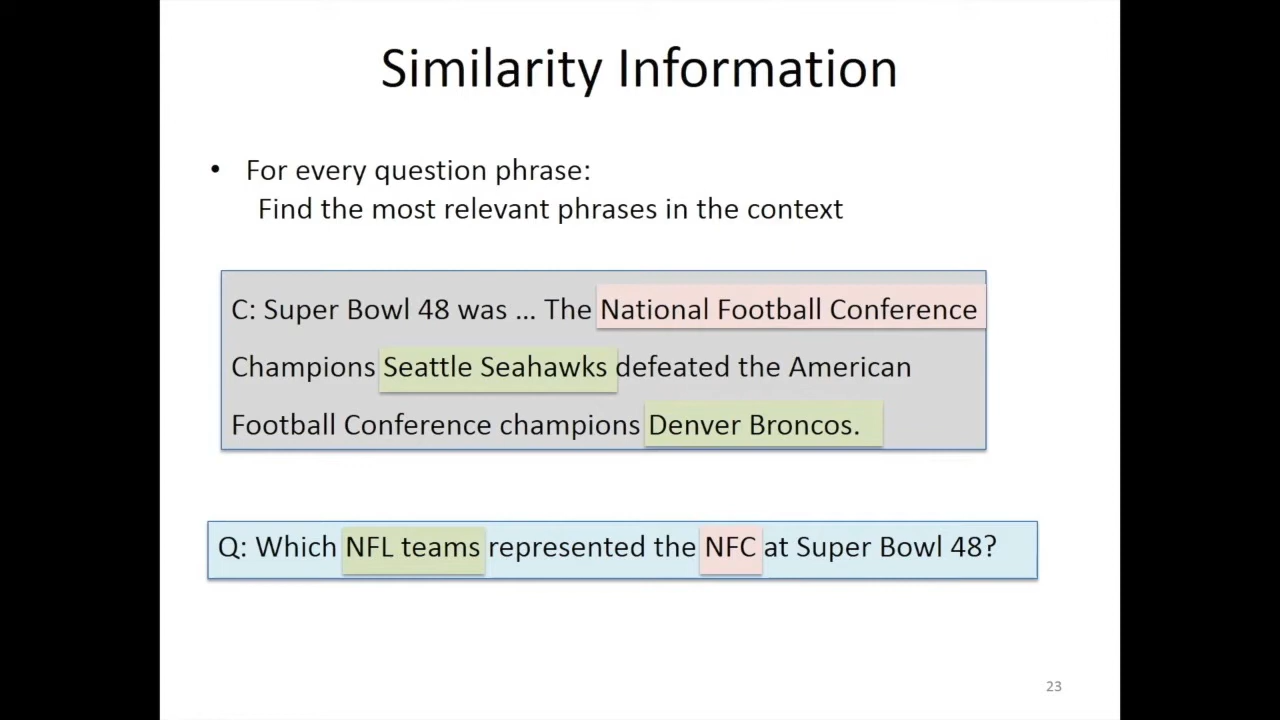 Similarity Information
• For every question phrase:
Find the most relevant phrases in the context
C: Super Bowl 48 was ... The National Football Conference
Champions Seattle Seahawks defeated the American
Football Conference champions Denver Broncos.
Q: Which NFL teams represented the NFC at Super Bowl 48?
23